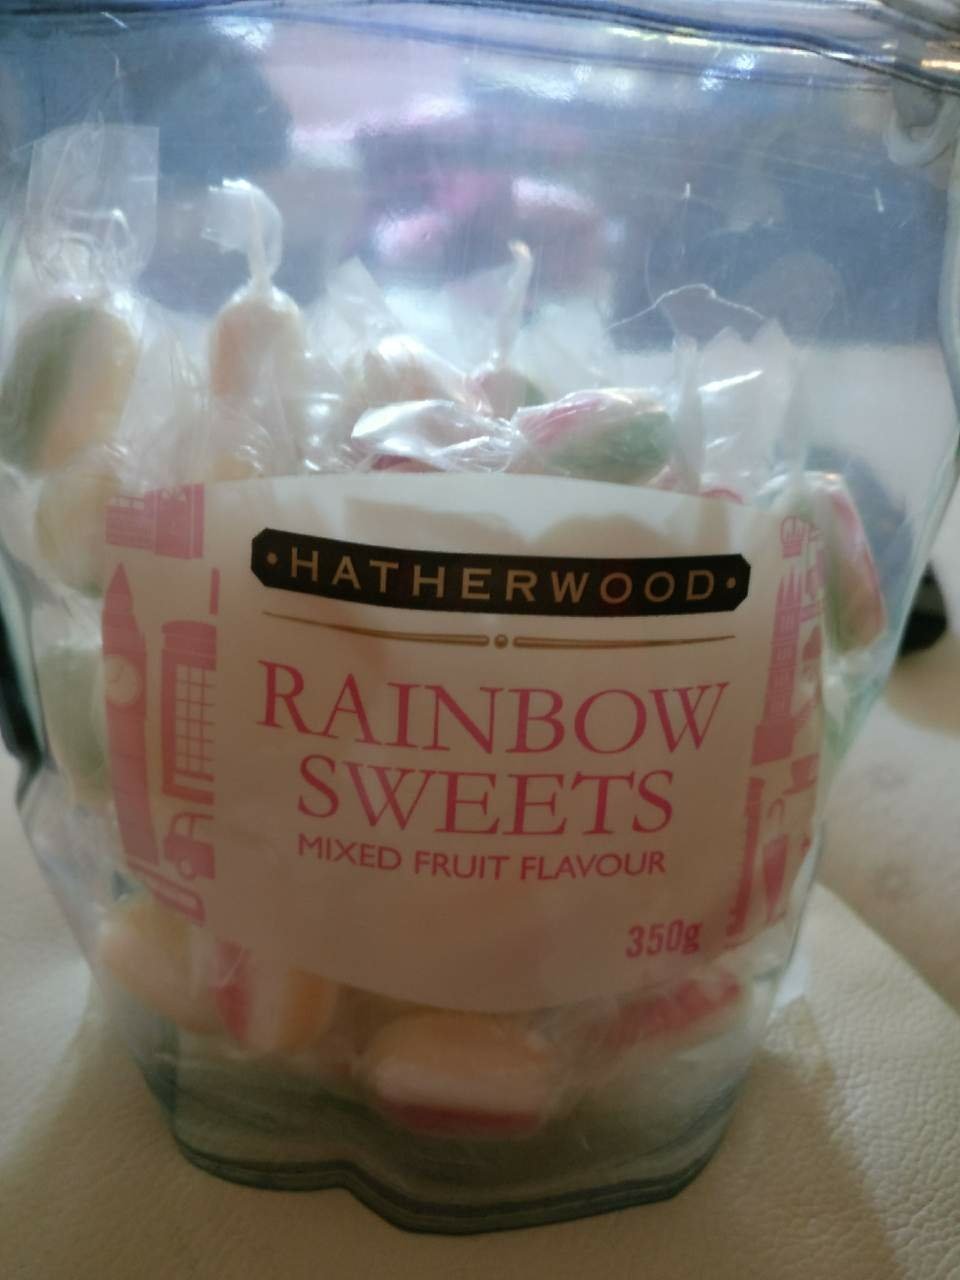 HATHERWOOD
RAINBOW
SWEETS
MIXED FRUIT FLAVOUR
350g